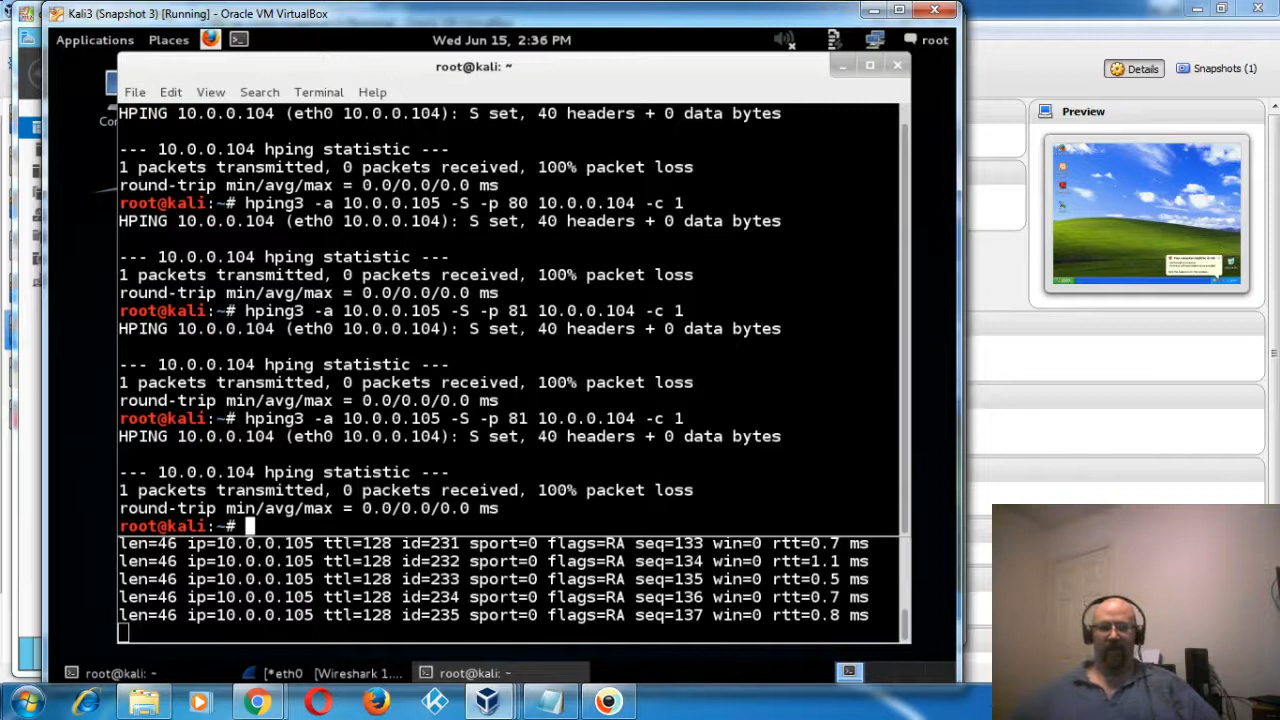 Kali3 (Snapshot 3) [Running] - Oracle VM VirtualBox
Applications Places Wed Jun 15, 2:36 PM root
root@kali: ~
File Edit View Search Terminal Help
HPING 10.0.0.104 (eth0 10.0.0.104): S set, 40 headers + 0 data bytes
--- 10.0.0.104 hping statistic ---
1 packets transmitted, 0 packets received, 100% packet loss
round-trip min/avg/max = 0.0/0.0/0.0 ms
root@kali:~# hping3 -a 10.0.0.105 -S -p 80 10.0.0.104 -c 1
HPING 10.0.0.104 (eth0 10.0.0.104): S set, 40 headers + 0 data bytes
--- 10.0.0.104 hping statistic ---
1 packets transmitted, 0 packets received, 100% packet loss
round-trip min/avg/max = 0.0/0.0/0.0 ms
root@kali:~# hping3 -a 10.0.0.105 -S -p 81 10.0.0.104 -c 1
HPING 10.0.0.104 (eth0 10.0.0.104): S set, 40 headers + 0 data bytes
--- 10.0.0.104 hping statistic ---
1 packets transmitted, 0 packets received, 100% packet loss
round-trip min/avg/max = 0.0/0.0/0.0 ms
root@kali:~# hping3 -a 10.0.0.105 -S -p 81 10.0.0.104 -c 1
HPING 10.0.0.104 (eth0 10.0.0.104): S set, 40 headers + 0 data bytes
--- 10.0.0.104 hping statistic ---
1 packets transmitted, 0 packets received, 100% packet loss
round-trip min/avg/max = 0.0/0.0/0.0 ms
root@kali:~#
len=46 ip=10.0.0.105 ttl=128 id=231 sport=0 flags=RA seq=133 win=0 rtt=0.7 ms
len=46 ip=10.0.0.105 ttl=128 id=232 sport=0 flags=RA seq=134 win=0 rtt=1.1 ms
len=46 ip=10.0.0.105 ttl=128 id=233 sport=0 flags=RA seq=135 win=0 rtt=0.5 ms
len=46 ip=10.0.0.105 ttl=128 id=234 sport=0 flags=RA seq=136 win=0 rtt=0.7 ms
len=46 ip=10.0.0.105 ttl=128 id=235 sport=0 flags=RA seq=137 win=0 rtt=0.8 ms
root@kali: ~ [*eth0 [Wireshark 1.... root@kali: ~
Details Snapshots (1)
Preview